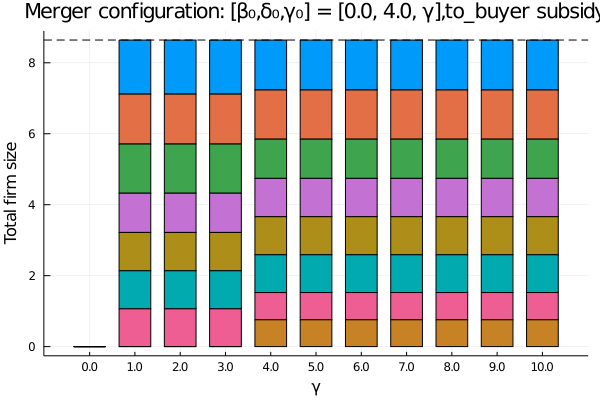 Merger configuration: [β₀,δ₀,γ₀] = [0.0, 4.0, γ],to_buyer subsidy
Total firm size
8
6
4
2
0
0.0 1.0 2.0 3.0 4.0 5.0 6.0 7.0 8.0 9.0 10.0
γ